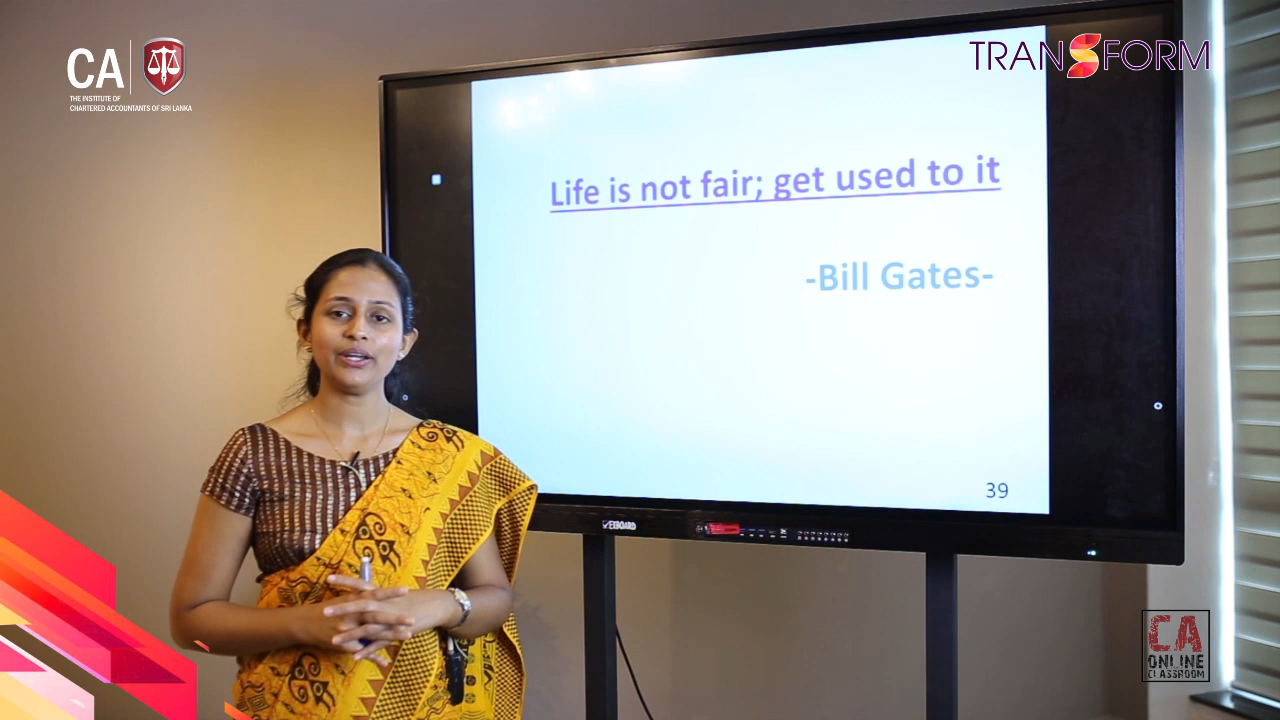 CA
THE INSTITUTE OF
CHARTERED ACCOUNTANTS OF SRI LANKA
TRANSFORM
Life is not fair; get used to it
-Bill Gates-
39
EXBOARD
CA
ONLINE
CLASSROOM